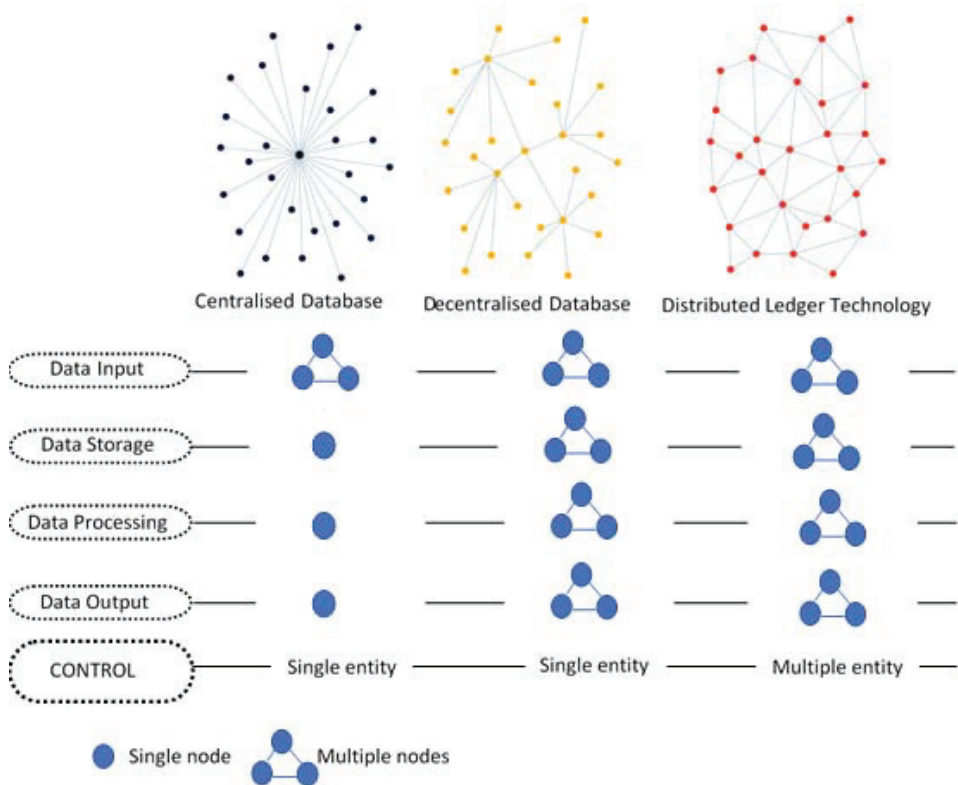 Centralised Database
Decentralised Database
Distributed Ledger Technology
Data Input
Data Storage
Data Processing
Data Output
CONTROL
Single entity
Single entity
Multiple entity
Single node
Multiple nodes